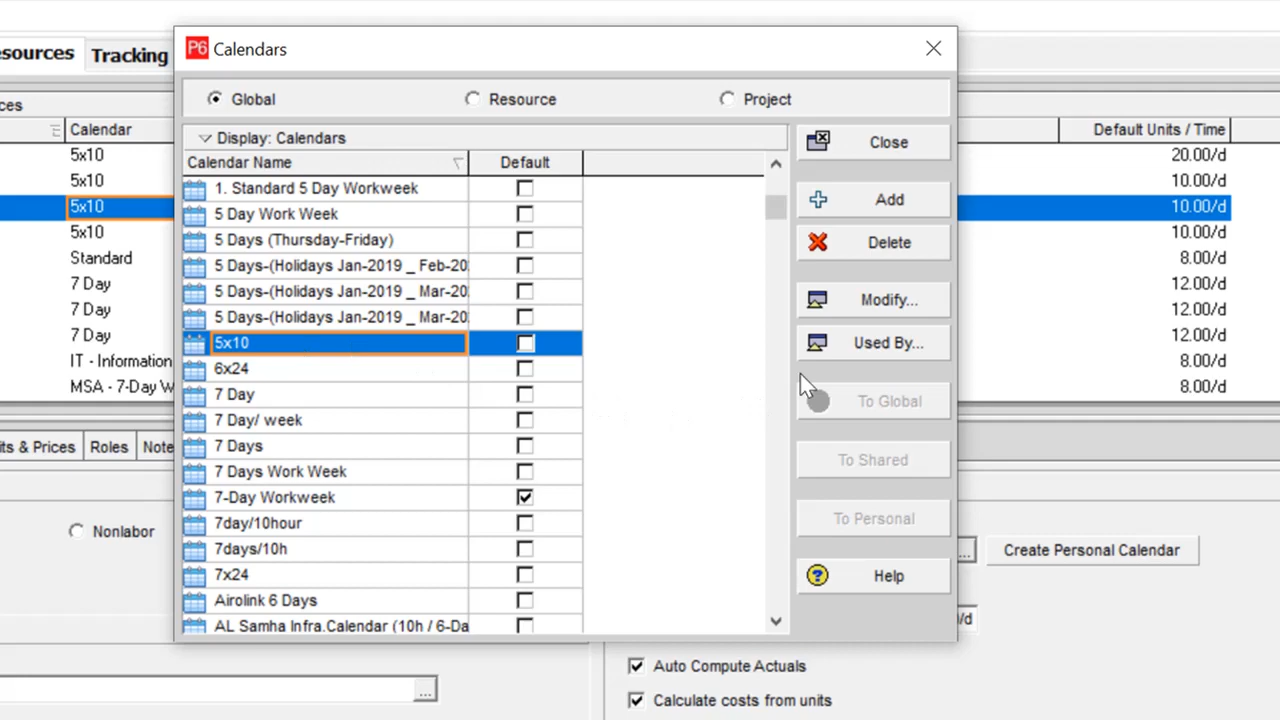 P6 Calendars
esources Tracking
Global Resource Project
ces
Calendar
Default Units / Time
Display: Calendars
Close
Calendar Name Default
5x10
20.00/d
1. Standard 5 Day Workweek
5x10
10.00/d
Add
5 Day Work Week
5x10
10.00/d
5 Days (Thursday-Friday)
5x10
10.00/d
Delete
5 Days-(Holidays Jan-2019 _ Feb-20
Standard
8.00/d
5 Days-(Holidays Jan-2019 _ Mar-20
7 Day
12.00/d
Modify...
5 Days-(Holidays Jan-2019 _ Mar-20
7 Day
12.00/d
5x10
7 Day
12.00/d
Used By...
6x24
IT - Information
8.00/d
7 Day
MSA - 7-Day W
8.00/d
To Global
7 Day/ week
7 Days
its & Prices Roles Note
To Shared
7 Days Work Week
7-Day Workweek
To Personal
7day/10hour
Nonlabor
7days/10h
... Create Personal Calendar
7x24
Help
Airolink 6 Days
AL Samha Infra.Calendar (10h / 6-Da
/d
Auto Compute Actuals
...
Calculate costs from units